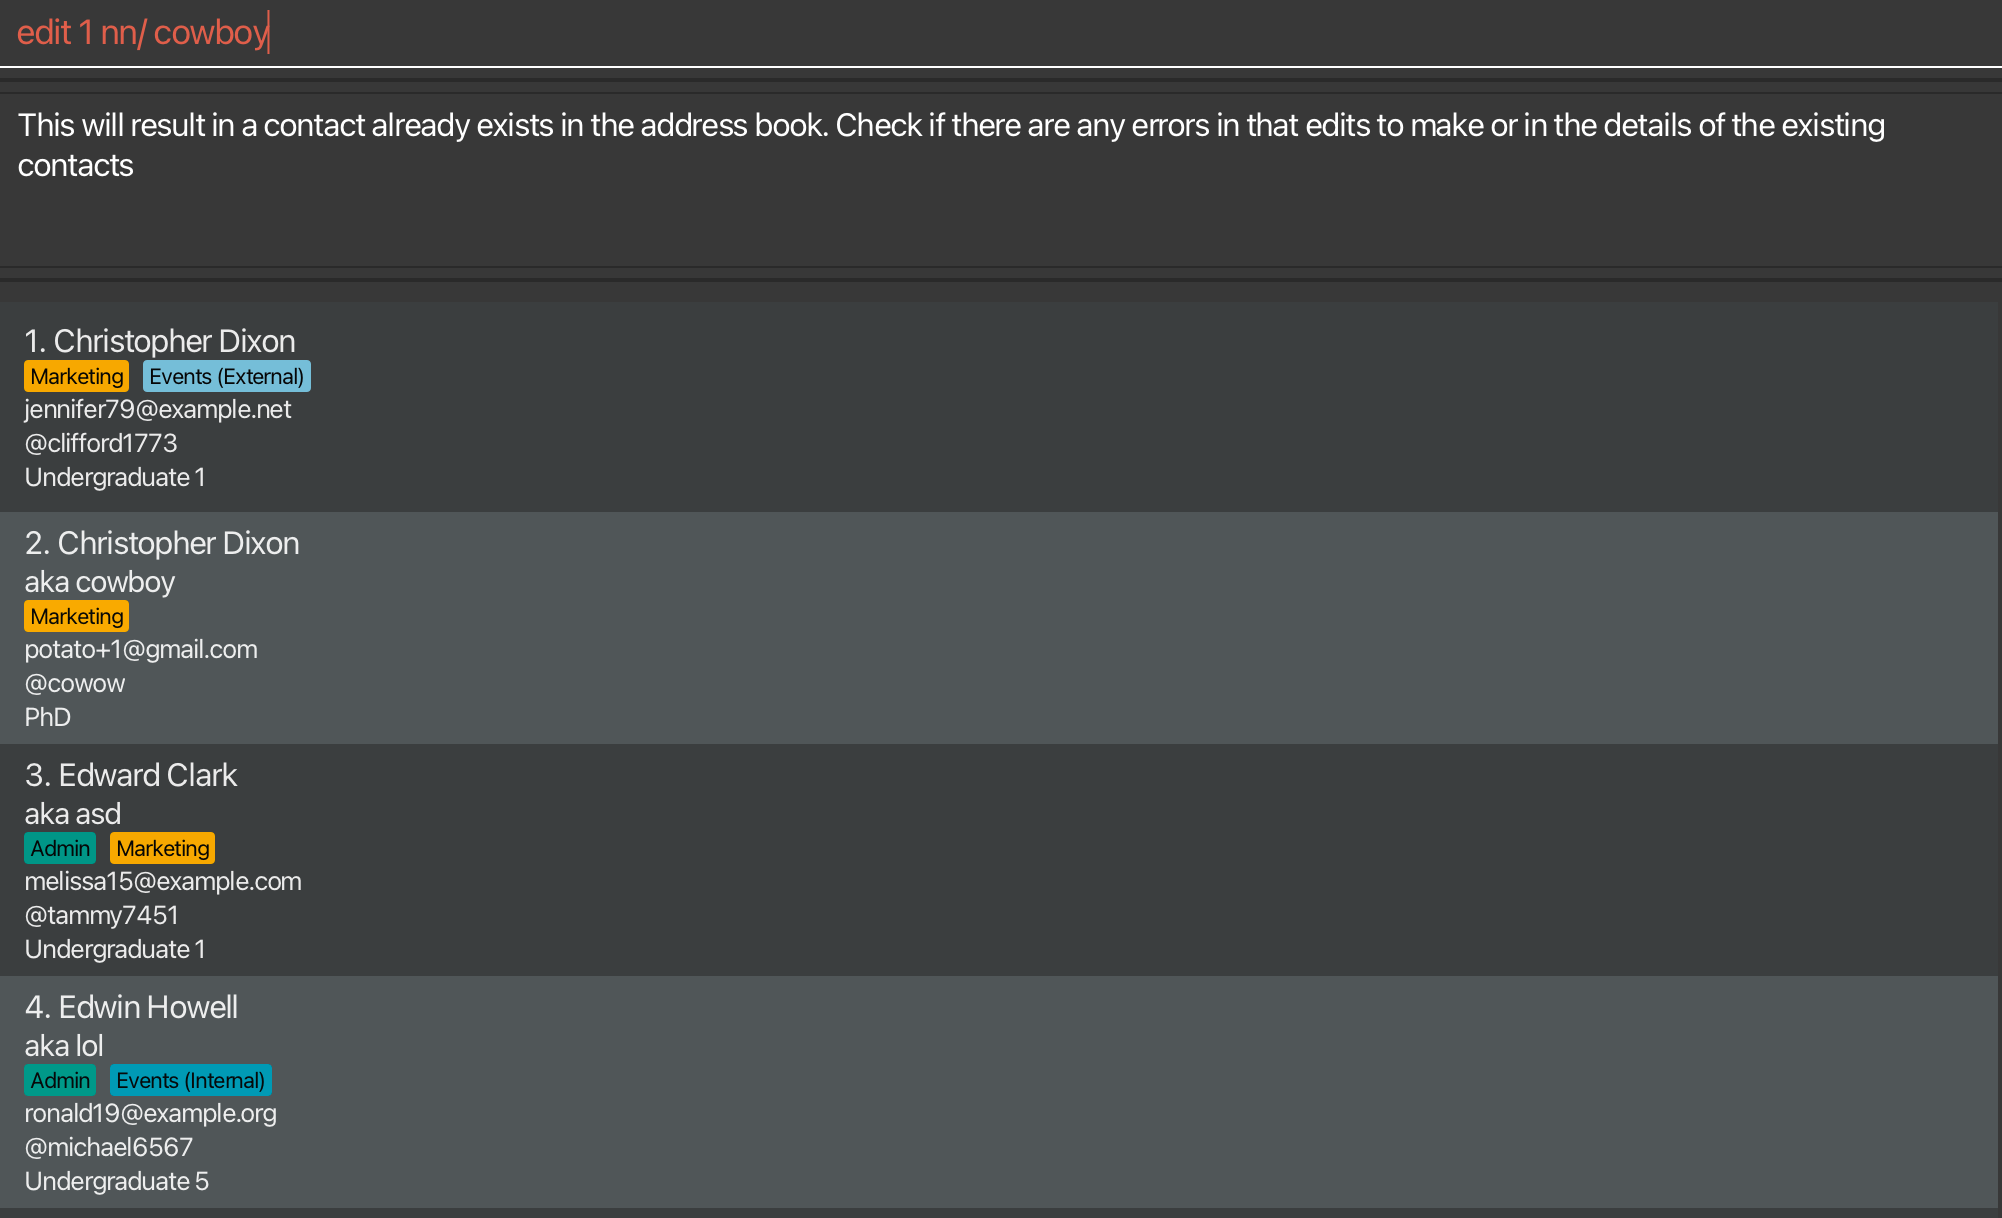 edit 1 nn/ cowboy
This will result in a contact already exists in the address book. Check if there are any errors in that edits to make or in the details of the existing
contacts
1. Christopher Dixon
Marketing Events (External)
jennifer79@example.net
@clifford1773
Undergraduate 1
2. Christopher Dixon
aka cowboy
Marketing
potato+1@gmail.com
@cowow
PhD
3. Edward Clark
aka asd
Admin Marketing
melissa15@example.com
@tammy7451
Undergraduate 1
4. Edwin Howell
aka lol
Admin Events (Internal)
ronald19@example.org
@michael6567
Undergraduate 5